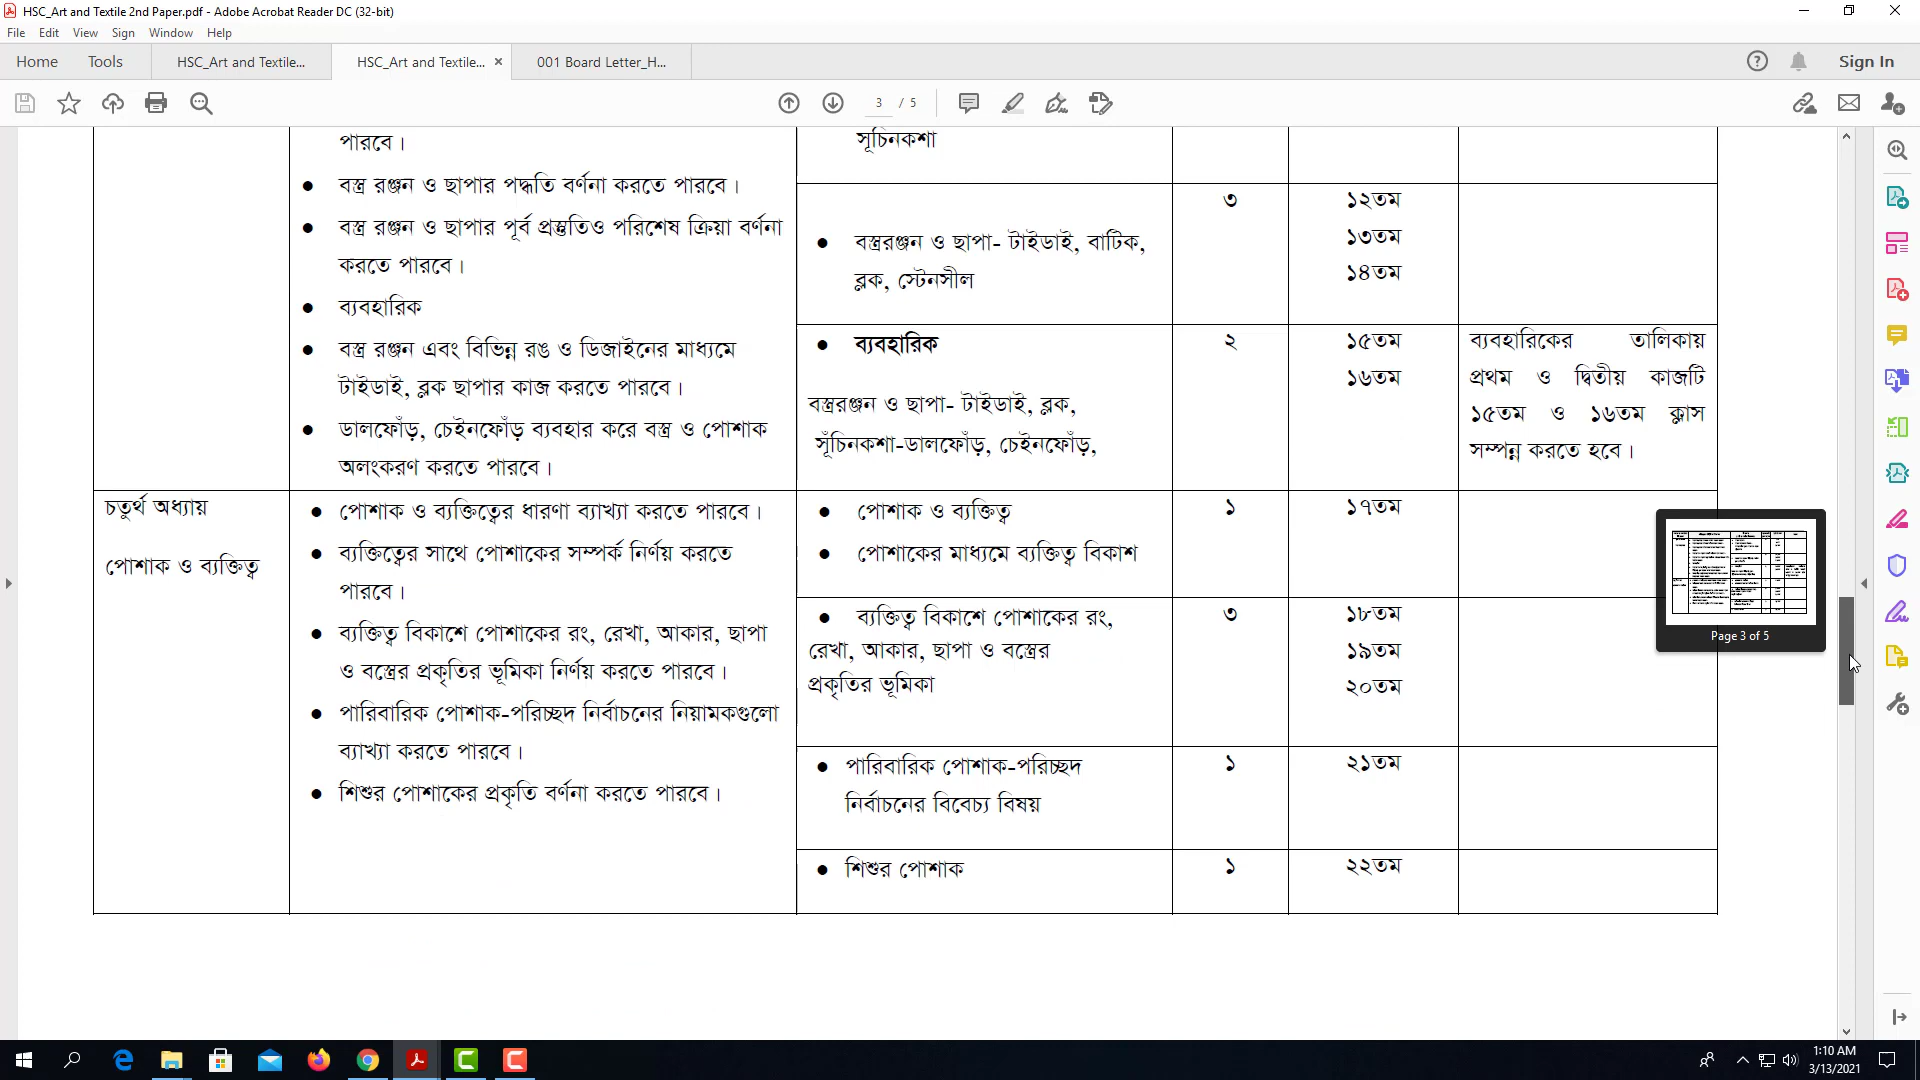 HSC_Art and Textile 2nd Paper.pdf - Adobe Acrobat Reader DC (32-bit)
File Edit View Sign Window Help
Home Tools HSC_Art and Textile... HSC_Art and Textile... 001 Board Letter_H... Sign In
3 / 5
পারবে।
বস্ত্র রঞ্জন ও ছাপার পদ্ধতি বর্ণনা করতে পারবে।
বস্ত্র রঞ্জন ও ছাপার পূর্ব প্রস্তুতিও পরিশেষ ক্রিয়া বর্ণনা
করতে পারবে।
ব্যবহারিক
বস্ত্র রঞ্জন এবং বিভিন্ন রঙ ও ডিজাইনের মাধ্যমে
টাইডাই, ব্লক ছাপার কাজ করতে পারবে।
ডালফোঁড়, চেইনফোঁড় ব্যবহার করে বস্ত্র ও পোশাক
অলংকরণ করতে পারবে।
সূচিনকশা
বস্ত্ররঞ্জন ও ছাপা- টাইডাই, বাটিক,
ব্লক, স্টেনসীল
৩
১২তম
১৩তম
১৪তম
ব্যবহারিক
বস্ত্ররঞ্জন ও ছাপা- টাইডাই, ব্লক,
সূঁচিনকশা-ডালফোঁড়, চেইনফোঁড়,
২
১৫তম
১৬তম
ব্যবহারিকের তালিকায়
প্রথম ও দ্বিতীয় কাজটি
১৫তম ও ১৬তম ক্লাস
সম্পন্ন করতে হবে।
চতুর্থ অধ্যায়
পোশাক ও ব্যক্তিত্ব
পোশাক ও ব্যক্তিত্বের ধারণা ব্যাখ্যা করতে পারবে।
ব্যক্তিত্বের সাথে পোশাকের সম্পর্ক নির্ণয় করতে
পারবে।
ব্যক্তিত্ব বিকাশে পোশাকের রং, রেখা, আকার, ছাপা
ও বস্ত্রের প্রকৃতির ভূমিকা নির্ণয় করতে পারবে।
পারিবারিক পোশাক-পরিচ্ছদ নির্বাচনের নিয়ামকগুলো
ব্যাখ্যা করতে পারবে।
শিশুর পোশাকের প্রকৃতি বর্ণনা করতে পারবে।
পোশাক ও ব্যক্তিত্ব
পোশাকের মাধ্যমে ব্যক্তিত্ব বিকাশ
১
১৭তম
ব্যক্তিত্ব বিকাশে পোশাকের রং,
রেখা, আকার, ছাপা ও বস্ত্রের
প্রকৃতির ভূমিকা
৩
১৮তম
১৯তম
২০তম
পারিবারিক পোশাক-পরিচ্ছদ
নির্বাচনের বিবেচ্য বিষয়
১
২১তম
শিশুর পোশাক
১
২২তম
Page 3 of 5
1:10 AM
3/13/2021